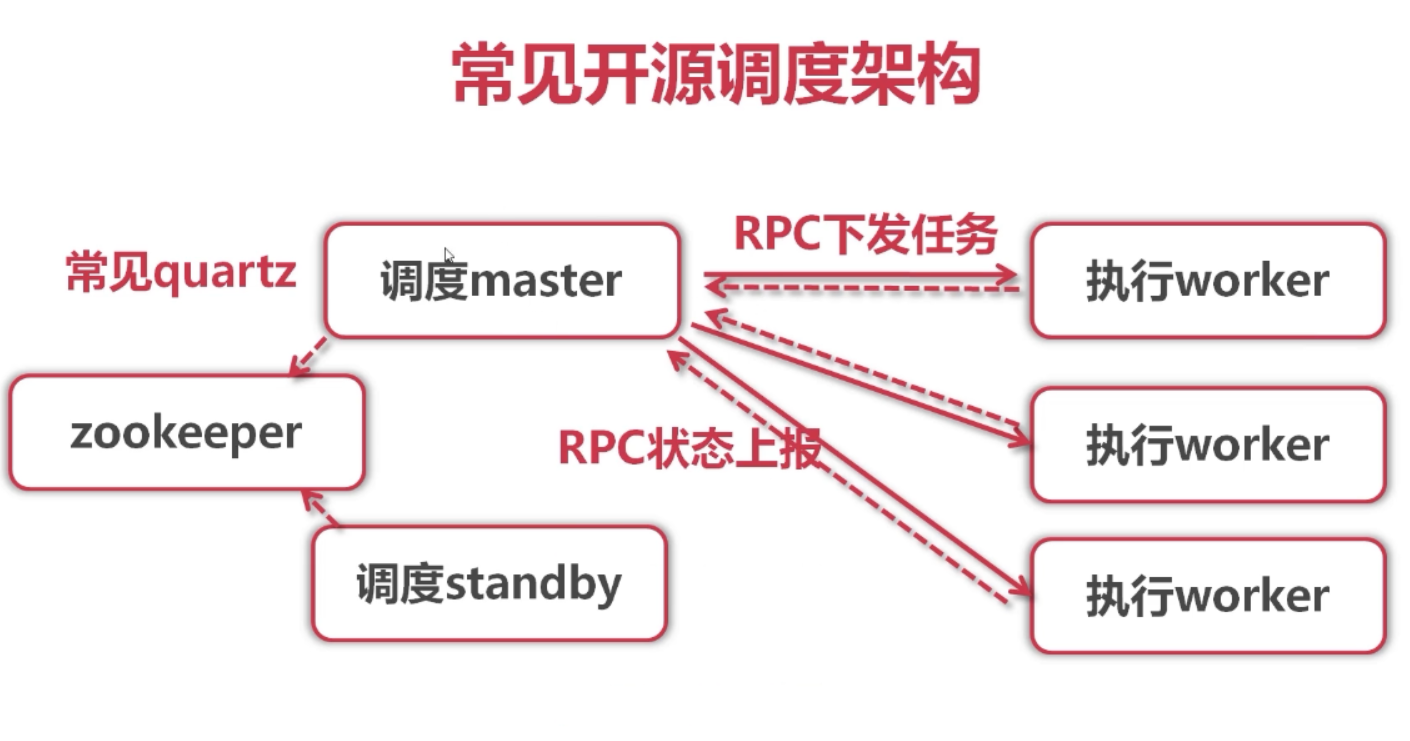 常见开源调度架构
RPC下发任务
常见quartz
调度master
执行worker
zookeeper
RPC状态上报
执行worker
调度standby
执行worker